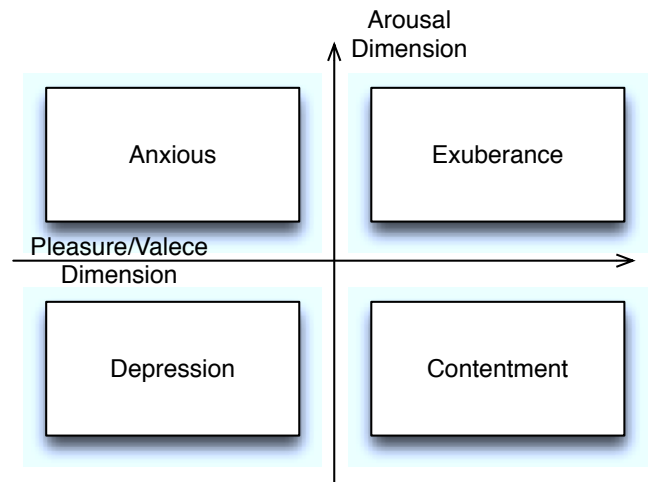 Arousal
Dimension
Anxious
Exuberance
Pleasure/Valece
Dimension
Depression
Contentment